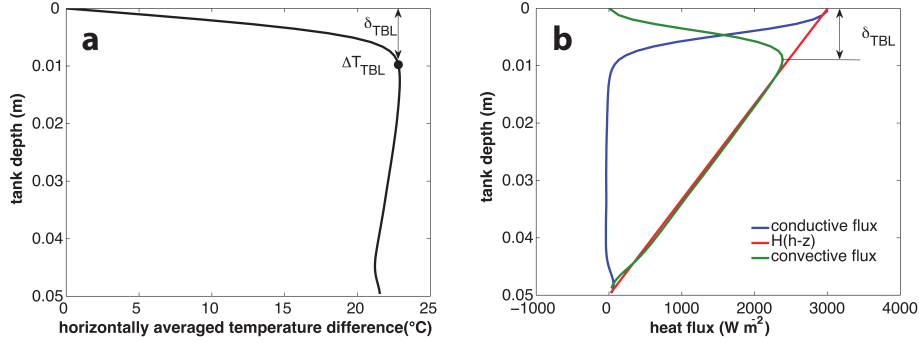 a
δTBL
ΔTTBL
0
0.01
0.02
0.03
0.04
0.05
tank depth (m)
0 5 10 15 20 25
horizontally averaged temperature difference(°C)
b
δTBL
0
0.01
0.02
0.03
0.04
0.05
tank depth (m)
conductive flux
H(h-z)
convective flux
−1000 0 1000 2000 3000 4000
heat flux (W m-2)